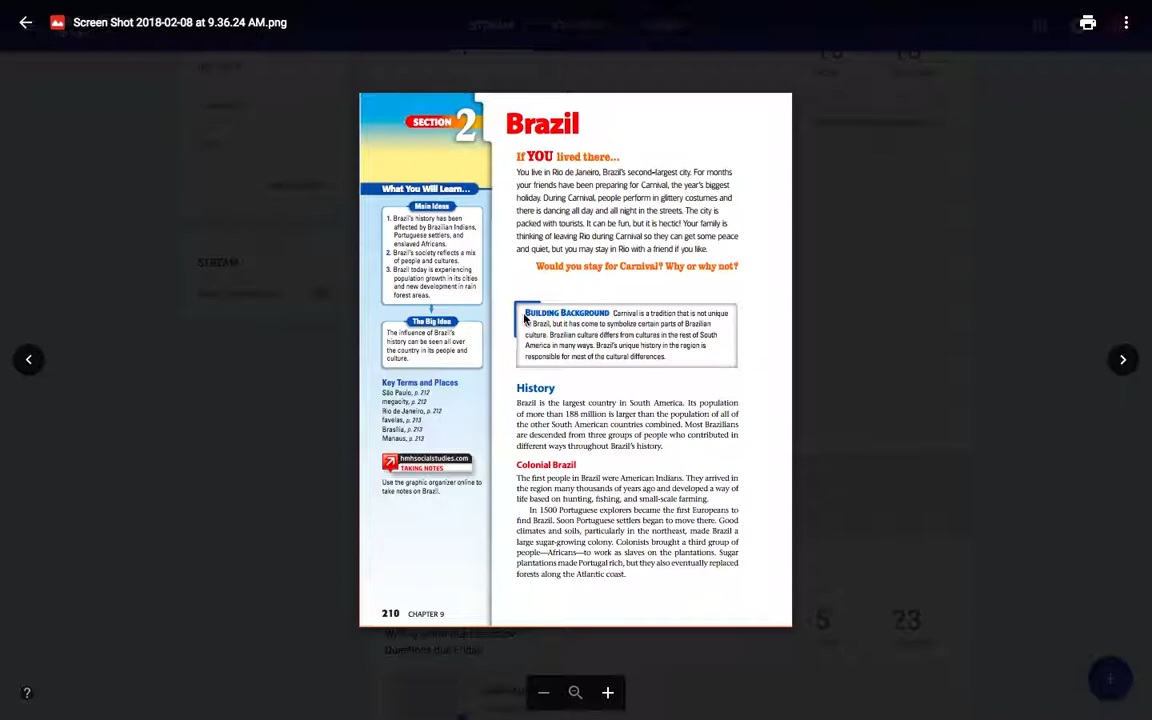 Screen Shot 2018-02-08 at 9.36.24 AM.png
SECTION 2
Brazil
If YOU lived there...
You live in Rio de Janeiro, Brazil's second-largest city. For months
your friends have been preparing for Carnival, the year's biggest
holiday. During Carnival, people perform in glittery costumes and
there is dancing all day and all night in the streets. The city is
packed with tourists. It can be fun, but it is hectic! Your family is
thinking of leaving Rio during Carnival so they can get some peace
and quiet, but you may stay in Rio with a friend if you like.
Would you stay for Carnival? Why or why not?
What You Will Learn...
Main Ideas
1. Brazil's history has been
affected by Brazilian Indians,
Portuguese settlers, and
enslaved Africans.
2. Brazil's society reflects a mix
of people and cultures.
3. Brazil today is experiencing
population growth in its cities
and new development in rain
forest areas.
The Big Idea
The influence of Brazil's
history can be seen all over
the country in its people and
culture.
Key Terms and Places
São Paulo, p. 212
megacity, p. 212
Rio de Janeiro, p. 212
favelas, p. 213
Brasília, p. 213
Manaus, p. 213
hmhsocialstudies.com
TAKING NOTES
Use the graphic organizer online to
take notes on Brazil.
BUILDING BACKGROUND Carnival is a tradition that is not unique
Brazil, but it has come to symbolize certain parts of Brazilian
culture. Brazilian culture differs from cultures in the rest of South
America in many ways. Brazil's unique history in the region is
responsible for most of the cultural differences.
History
Brazil is the largest country in South America. Its population
of more than 188 million is larger than the population of all of
the other South American countries combined. Most Brazilians
are descended from three groups of people who contributed in
different ways throughout Brazil's history.
Colonial Brazil
The first people in Brazil were American Indians. They arrived in
the region many thousands of years ago and developed a way of
life based on hunting, fishing, and small-scale farming.
In 1500 Portuguese explorers became the first Europeans to
find Brazil. Soon Portuguese settlers began to move there. Good
climates and soils, particularly in the northeast, made Brazil a
large sugar-growing colony. Colonists brought a third group of
people—Africans—to work as slaves on the plantations. Sugar
plantations made Portugal rich, but they also eventually replaced
forests along the Atlantic coast.
210 CHAPTER 9
STREAM
STREAM
5
23
Questions due Friday
?